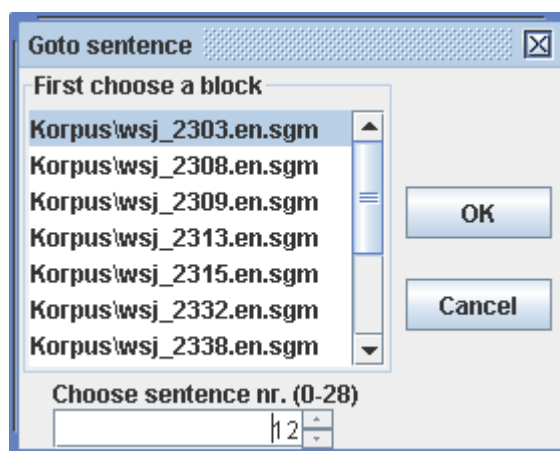 Goto sentence
First choose a block
Korpus\wsj_2303.en.sgm
Korpus\wsj_2308.en.sgm
Korpus\wsj_2309.en.sgm
Korpus\wsj_2313.en.sgm
Korpus\wsj_2315.en.sgm
Korpus\wsj_2332.en.sgm
Korpus\wsj_2338.en.sgm
OK
Cancel
Choose sentence nr. (0-28)
12